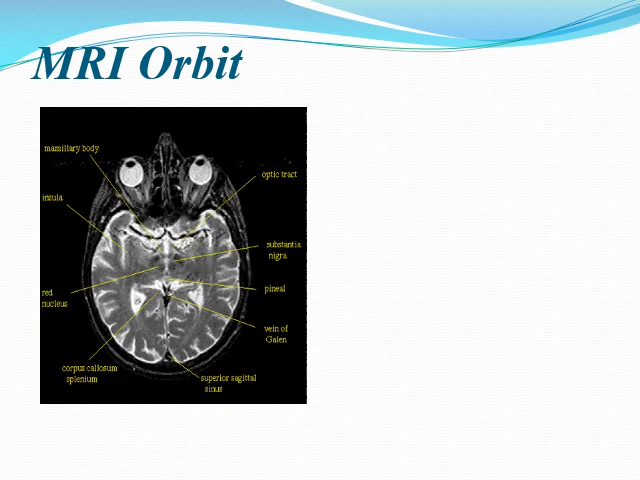 MRI Orbit
mamillary body
optic tract
insula
substantia
nigra
red
nucleus
pineal
vein of
Galen
corpus callosum
splenium
superior sagittal
sinus